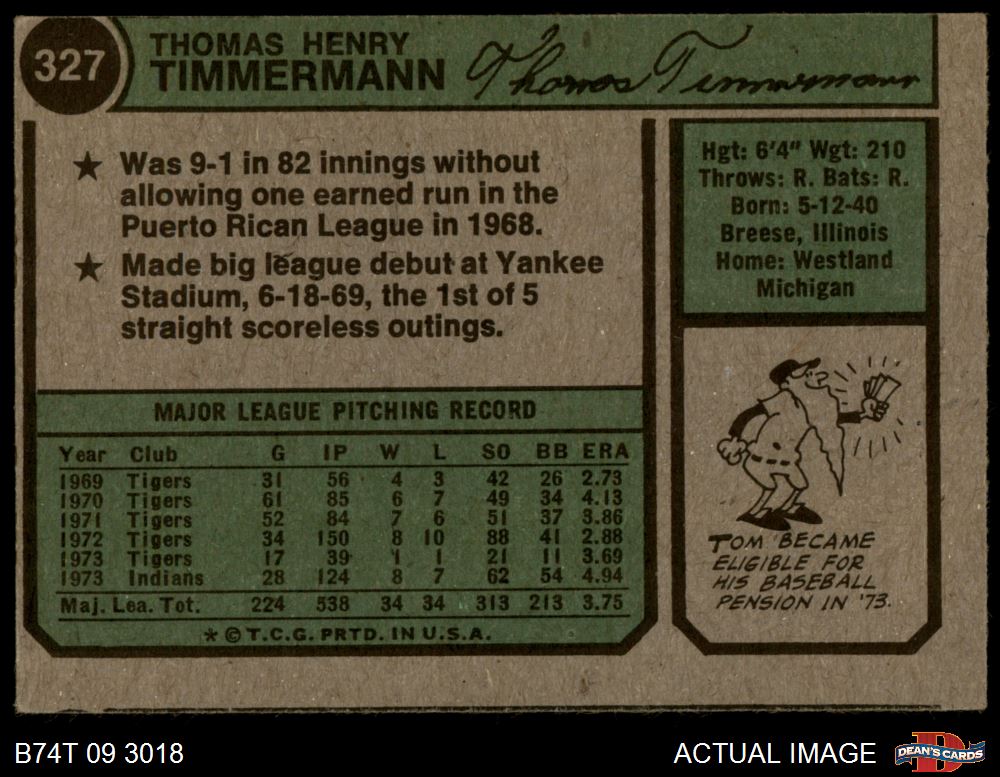 327
THOMAS HENRY
TIMMERMANN
Thomas Timmermann
★ Was 9-1 in 82 innings without
allowing one earned run in the
Puerto Rican League in 1968.
★ Made big league debut at Yankee
Stadium, 6-18-69, the 1st of 5
straight scoreless outings.
Hgt: 6'4" Wgt: 210
Throws: R. Bats: R.
Born: 5-12-40
Breese, Illinois
Home: Westland
Michigan
MAJOR LEAGUE PITCHING RECORD
Year Club G IP W L SO BB ERA
1969 Tigers 31 56 4 3 42 26 2.73
1970 Tigers 61 85 6 7 49 34 4.13
1971 Tigers 52 84 7 6 51 37 3.86
1972 Tigers 34 150 8 10 88 41 2.88
1973 Tigers 17 39 1 1 21 11 3.69
1973 Indians 28 124 8 7 62 54 4.94
Maj. Lea. Tot. 224 538 34 34 313 213 3.75
* © T.C.G. PRTD. IN U.S.A.
TOM BECAME
ELIGIBLE FOR
HIS BASEBALL
PENSION IN '73.
B74T 09 3018
ACTUAL IMAGE
D
DEAN'S CARDS